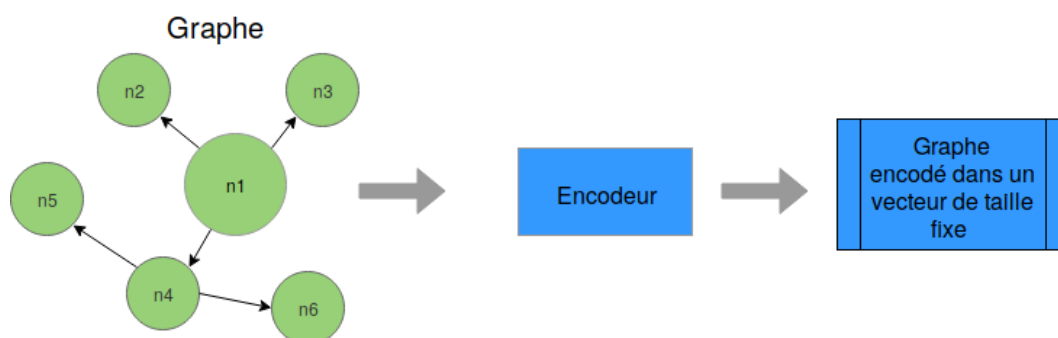 Graphe
n2
n3
n1
n5
n4
n6
Encodeur
Graphe
encodé dans un
vecteur de taille
fixe